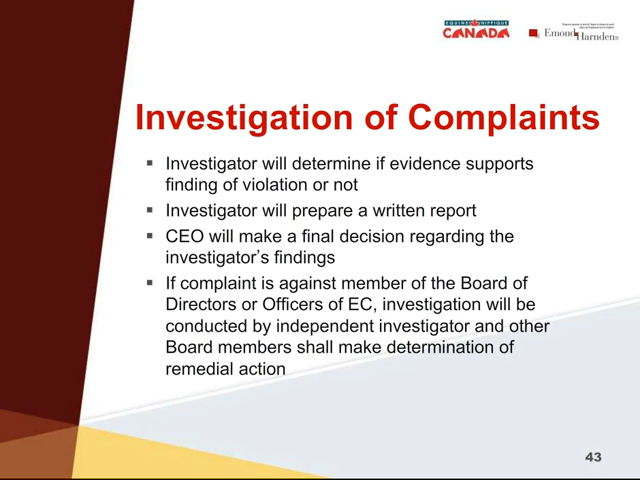 EQUINE HIPPIQUE
CANADA
Emond
Harnden
Investigation of Complaints
Investigator will determine if evidence supports
finding of violation or not
Investigator will prepare a written report
CEO will make a final decision regarding the
investigator's findings
If complaint is against member of the Board of
Directors or Officers of EC, investigation will be
conducted by independent investigator and other
Board members shall make determination of
remedial action
43